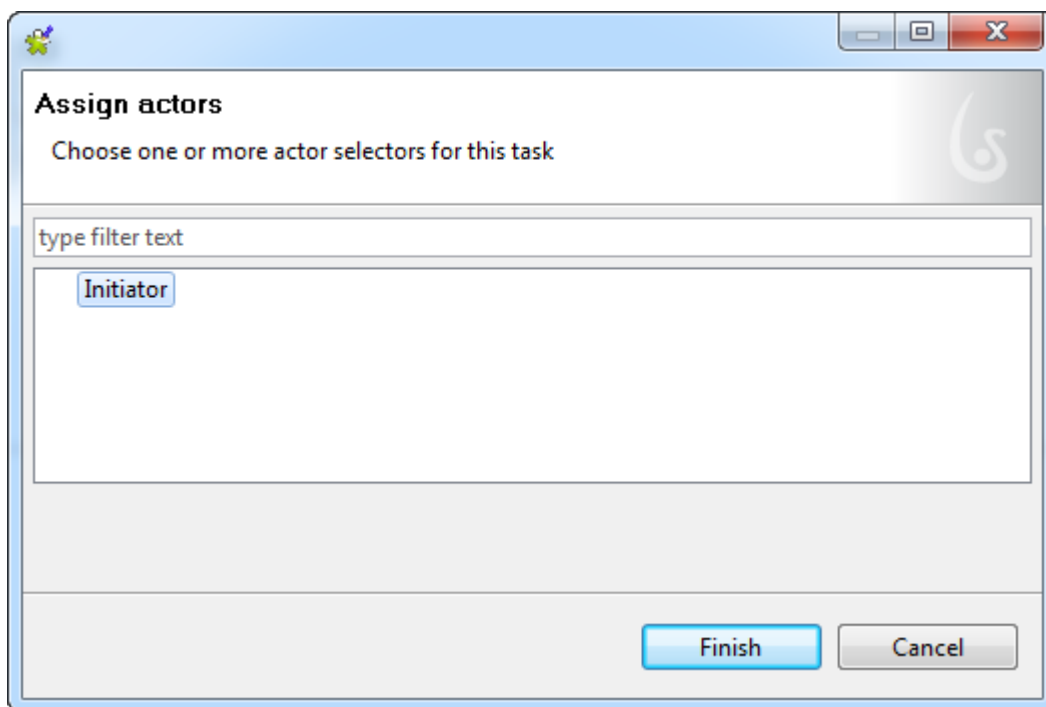 Assign actors
Choose one or more actor selectors for this task
type filter text
Initiator
Finish
Cancel